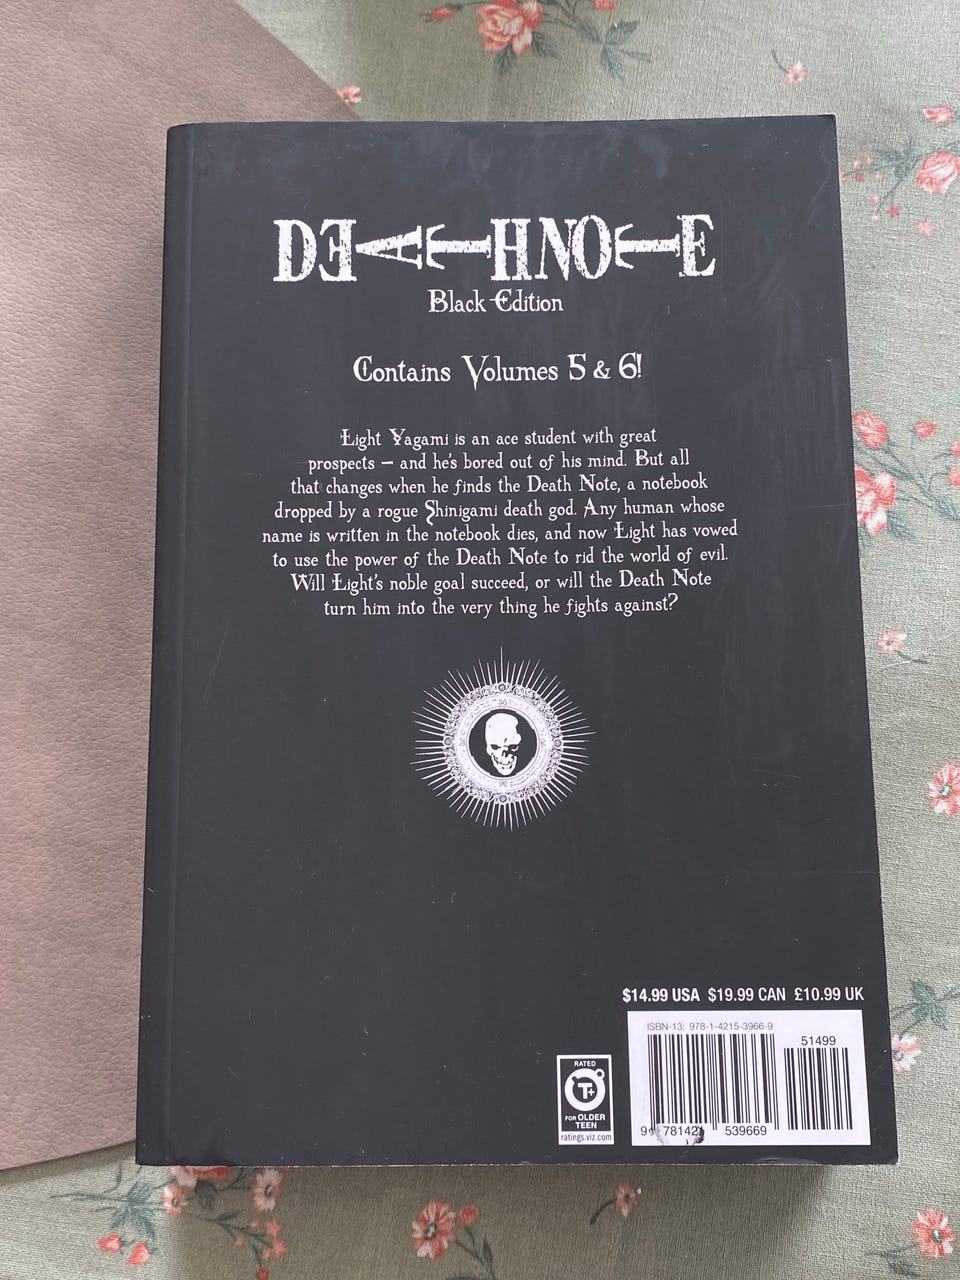 DEATH NOTE
Black Edition
Contains Volumes 5 & 6!
Light Yagami is an ace student with great
prospects – and he's bored out of his mind. But all
that changes when he finds the Death Note, a notebook
dropped by a rogue Shinigami death god. Any human whose
name is written in the notebook dies, and now Light has vowed
to use the power of the Death Note to rid the world of evil.
Will Light's noble goal succeed, or will the Death Note
turn him into the very thing he fights against?
$14.99 USA $19.99 CAN £10.99 UK
ISBN-13: 978-1-4215-3966-9
51499
9 78142 539669
RATED
T+
FOR OLDER
TEEN
ratings.viz.com